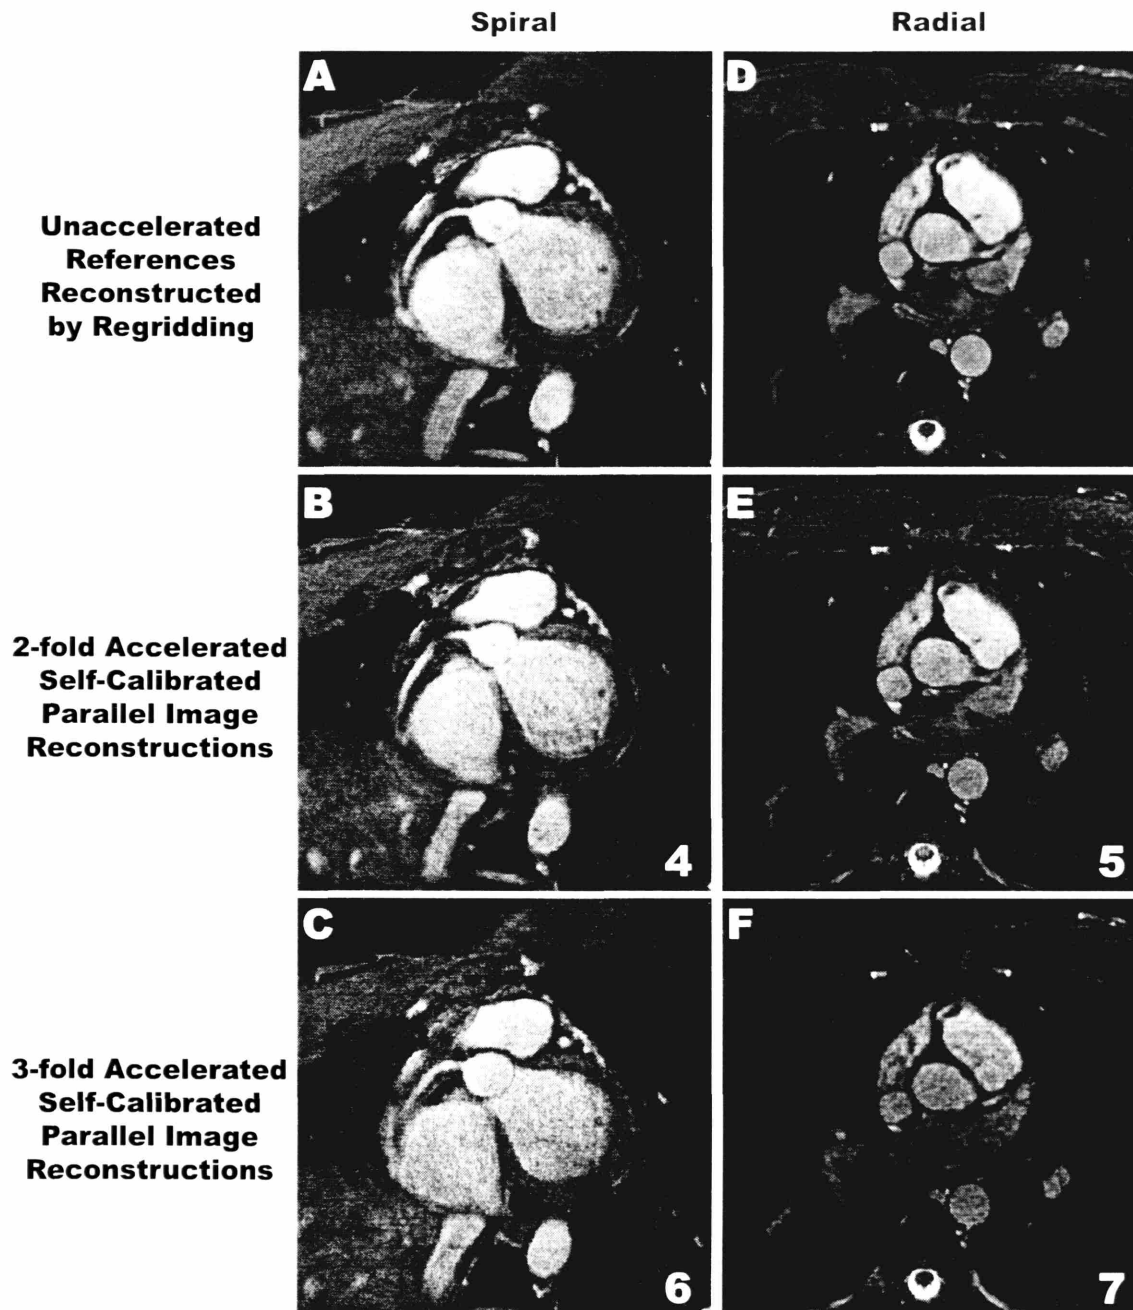 Spiral
Radial
Unaccelerated
References
Reconstructed
by Regridding
A
D
2-fold Accelerated
Self-Calibrated
Parallel Image
Reconstructions
B
4
E
5
3-fold Accelerated
Self-Calibrated
Parallel Image
Reconstructions
C
6
F
7